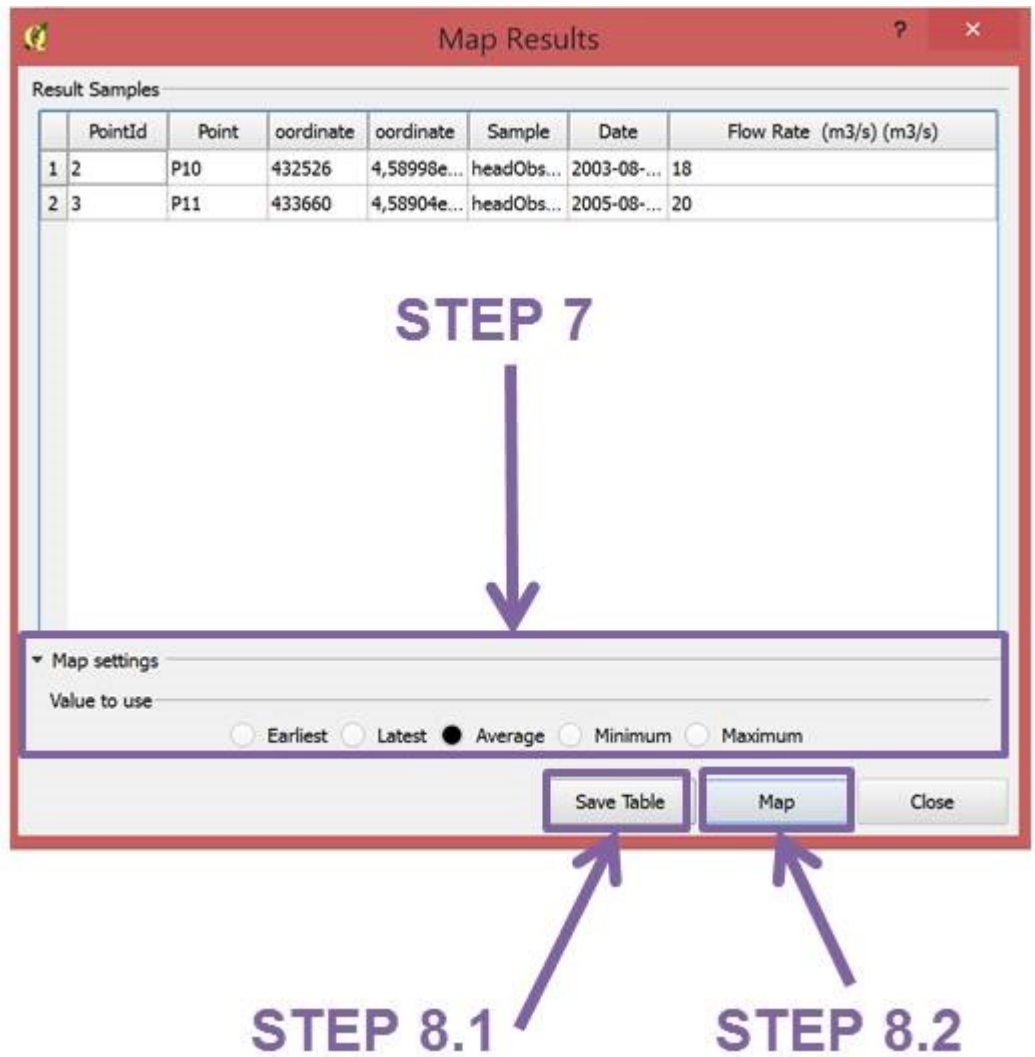 Map Results ? ×
Result Samples
PointId Point oordinate oordinate Sample Date Flow Rate (m3/s) (m3/s)
1 2 P10 432526 4,58998e... headObs... 2003-08-... 18
2 3 P11 433660 4,58904e... headObs... 2005-08-... 20
STEP 7
Map settings
Value to use
Earliest Latest Average Minimum Maximum
Save Table Map Close
STEP 8.1 STEP 8.2